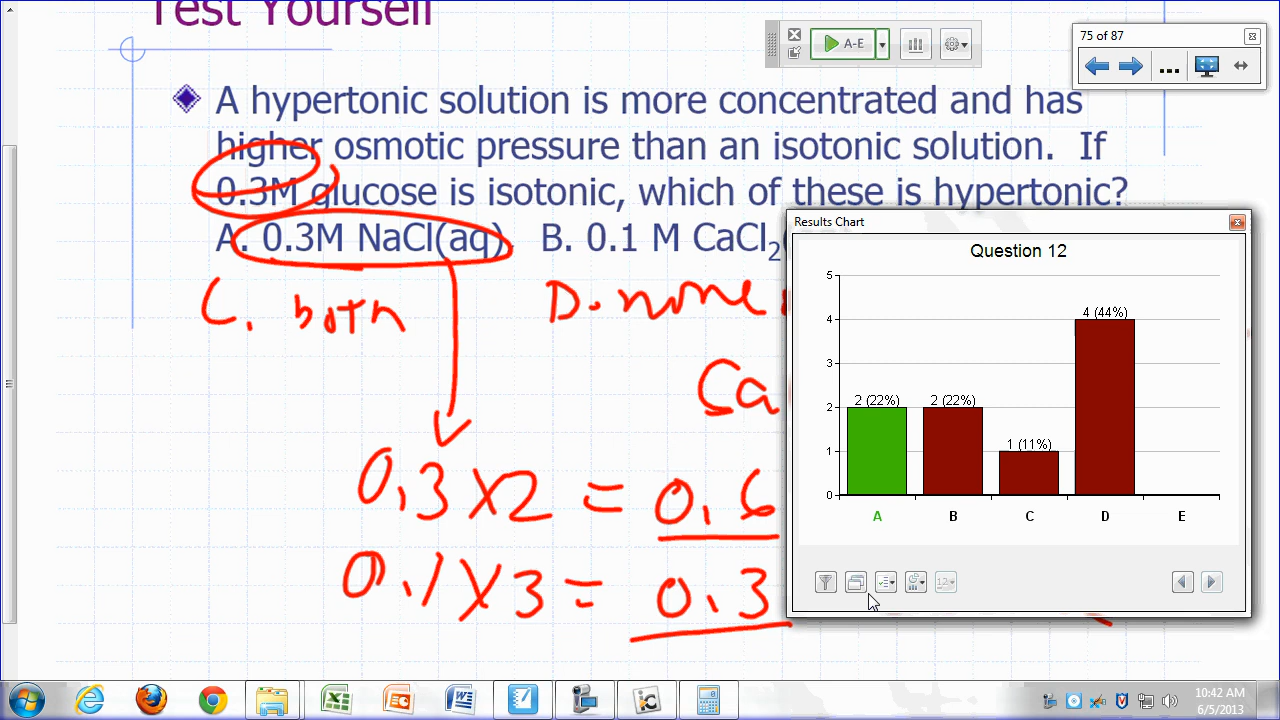 Test Yourself
A-E
75 of 87
A hypertonic solution is more concentrated and has
higher osmotic pressure than an isotonic solution. If
0.3M glucose is isotonic, which of these is hypertonic?
A. 0.3M NaCl(aq) B. 0.1 M CaCl₂(
C. both D. none
Ca
0.3 X 2 = 0.6
0.1 X 3 = 0.3
Results Chart
Question 12
5
4
3
2
1
0
2 (22%)
2 (22%)
1 (11%)
4 (44%)
A B C D E
12
10:42 AM
6/5/2013